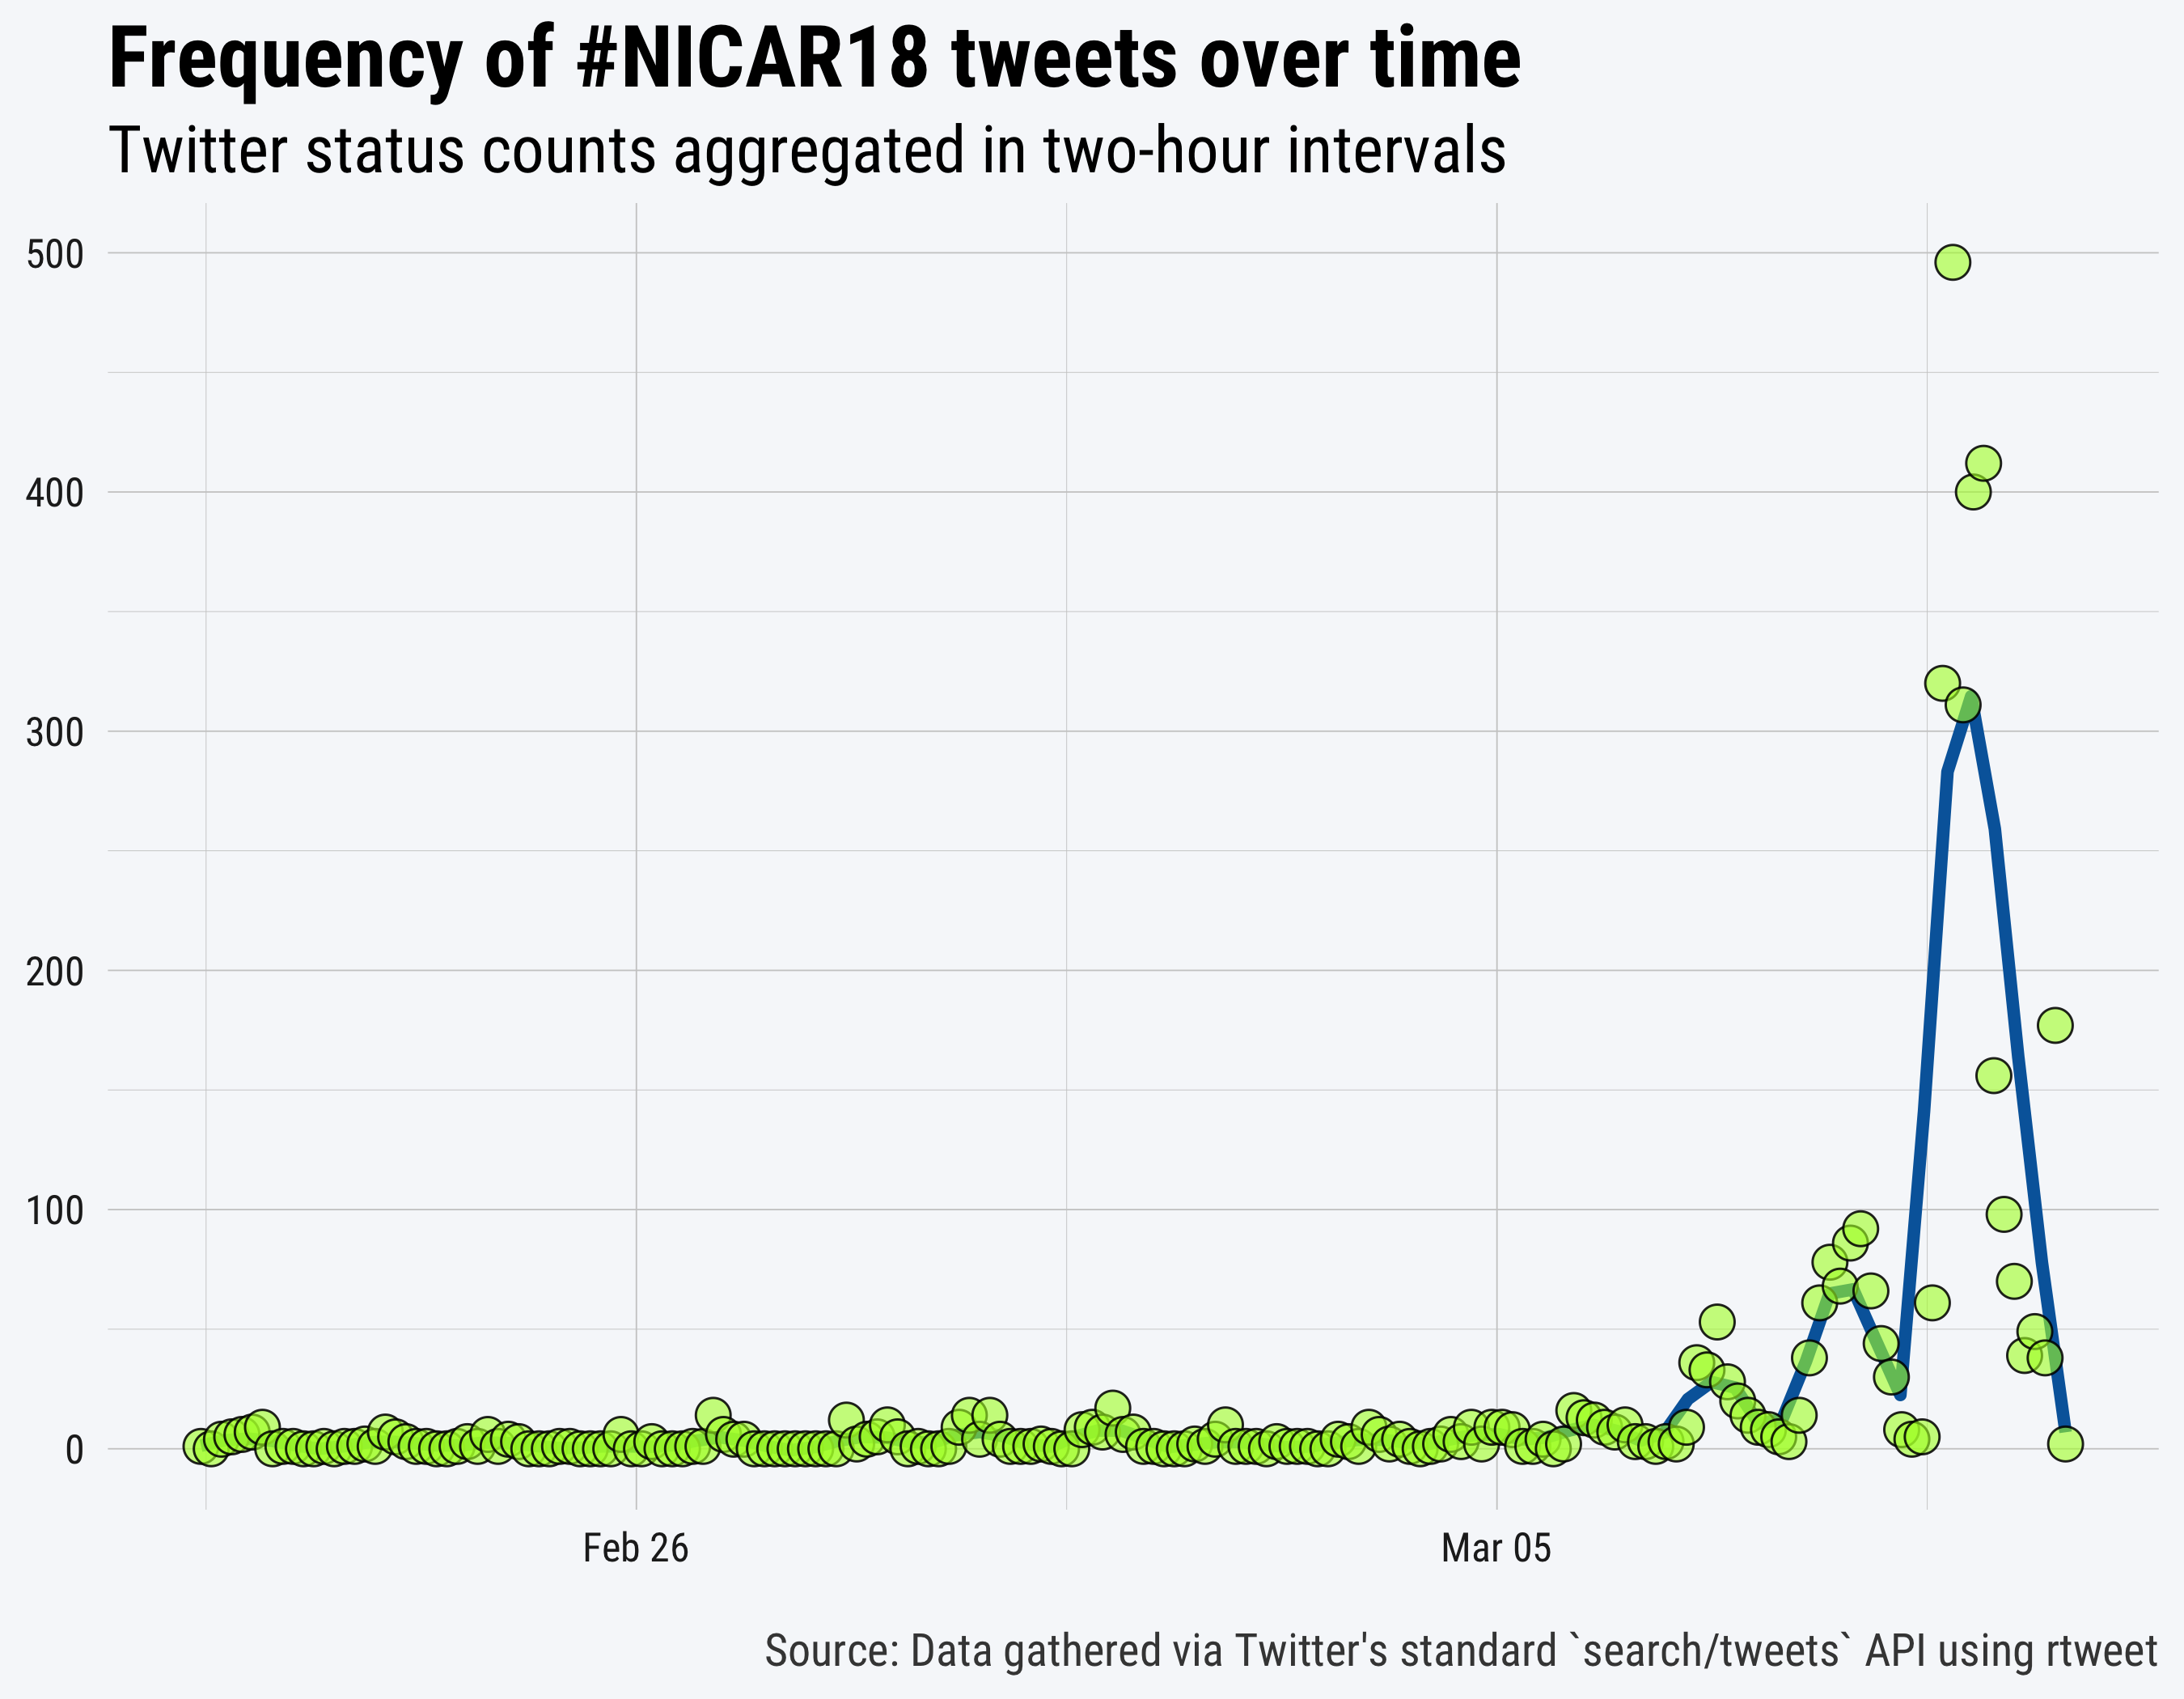 Frequency of #NICAR18 tweets over time
Twitter status counts aggregated in two-hour intervals
500
400
300
200
100
0
Feb 26 Mar 05
Source: Data gathered via Twitter's standard `search/tweets` API using rtweet